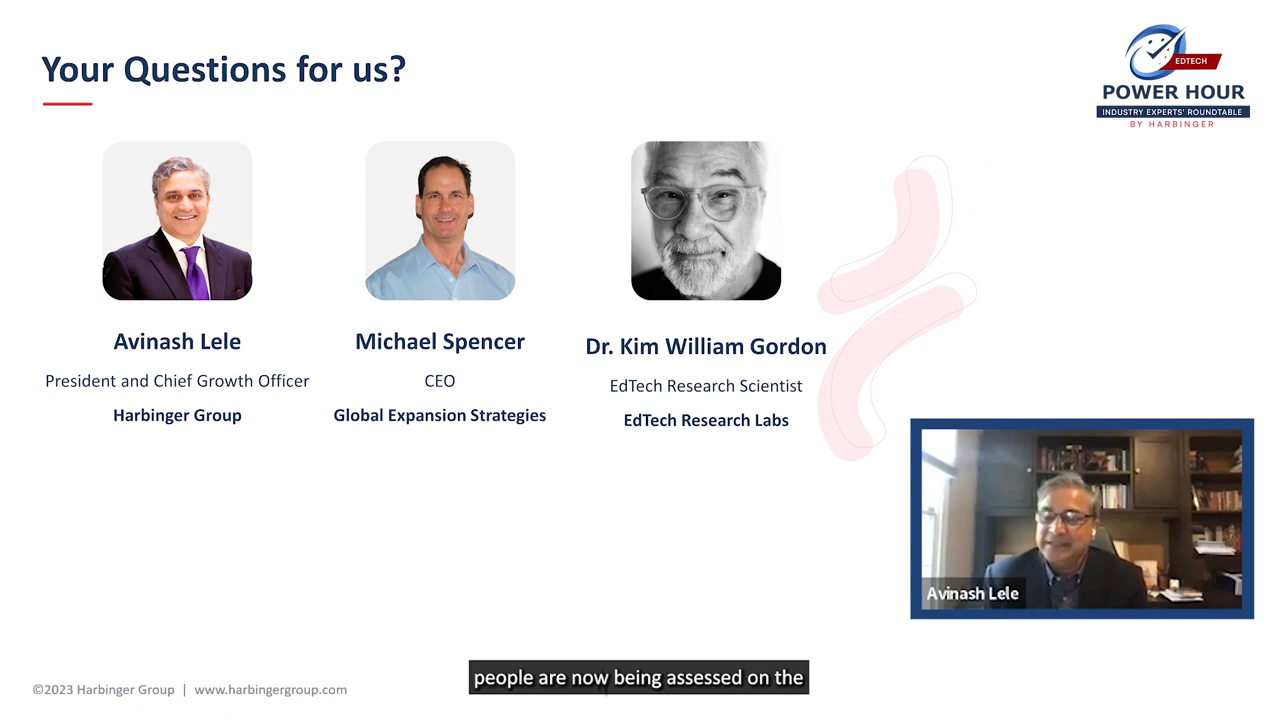 Your Questions for us?
EDTECH
POWER HOUR
INDUSTRY EXPERTS' ROUNDTABLE
BY HARBINGER
Avinash Lele
President and Chief Growth Officer
Harbinger Group
Michael Spencer
CEO
Global Expansion Strategies
Dr. Kim William Gordon
EdTech Research Scientist
EdTech Research Labs
Avinash Lele
people are now being assessed on the
©2023 Harbinger Group | www.harbingergroup.com